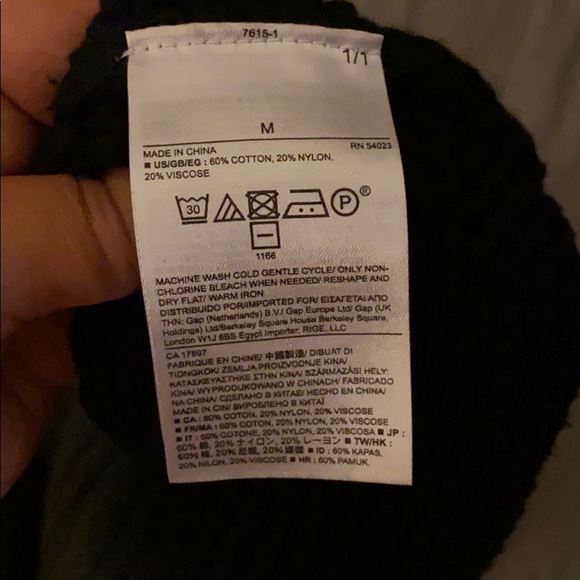 7615-1
1/1
M
MADE IN CHINA RN 54023
■ US/GB/EG : 60% COTTON, 20% NYLON,
20% VISCOSE
30 P ®
1166
MACHINE WASH COLD GENTLE CYCLE/ ONLY NON-
CHLORINE BLEACH WHEN NEEDED/ RESHAPE AND
DRY FLAT/ WARM IRON
DISTRIBUIDO POR/IMPORTED FOR/ ΕΙΣΑΓΕΤΑΙ ΑΠΟ
ΤΗΝ: Gap (Netherlands) B.V./ Gap Europe Ltd/ Gap (UK
Holdings) Ltd/Berkeley Square House Berkeley Square,
London W1J 6BS Egypt Importer: RIGE, LLC
CA 17897
FABRIQUE EN CHINE/ 中國製造/ DIBUAT DI
TIONGKOK/ ZEMLJA PROIZVODNJE KINA/
ΚΑΤΑΣΚΕΥΑΣΤΗΚΕ ΣΤΗΝ ΚΙΝΑ/ SZÁRMAZÁSI HELY:
KÍNA/ WYPRODUKOWANO W CHINACH/ FABRICADO
NA CHINA/ СДЕЛАНО В КИТАЕ/ HECHO EN CHINA/
MADE IN CIN/ ВИРОБЛЕНО В КИТАЇ
■ CA : 60% COTTON, 20% NYLON, 20% VISCOSE
■ FR/MA : 60% COTON, 20% NYLON, 20% VISCOSE
■ IT : 60% COTONE, 20% NYLON, 20% VISCOSA ■ JP :
60% 綿, 20% ナイロン, 20% レーヨン ■ TW/HK :
60% 棉, 20% 20% ■ ID : 60% KAPAS,
20% NILON, 20% VISCOSE ■ HR : 60% PAMUK,